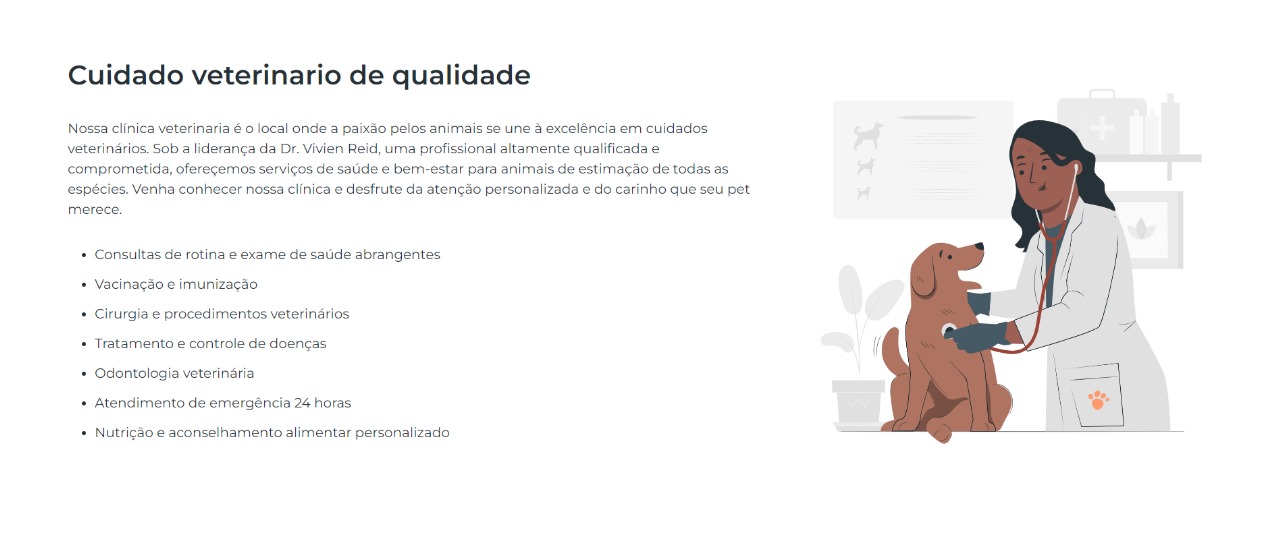 Cuidado veterinario de qualidade
Nossa clínica veterinaria é o local onde a paixão pelos animais se une à excelência em cuidados
veterinários. Sob a liderança da Dr. Vivien Reid, uma profissional altamente qualificada e
comprometida, ofereçemos serviços de saúde e bem-estar para animais de estimação de todas as
espécies. Venha conhecer nossa clínica e desfrute da atenção personalizada e do carinho que seu pet
merece.
• Consultas de rotina e exame de saúde abrangentes
• Vacinação e imunização
• Cirurgia e procedimentos veterinários
• Tratamento e controle de doenças
• Odontologia veterinária
• Atendimento de emergência 24 horas
• Nutrição e aconselhamento alimentar personalizado